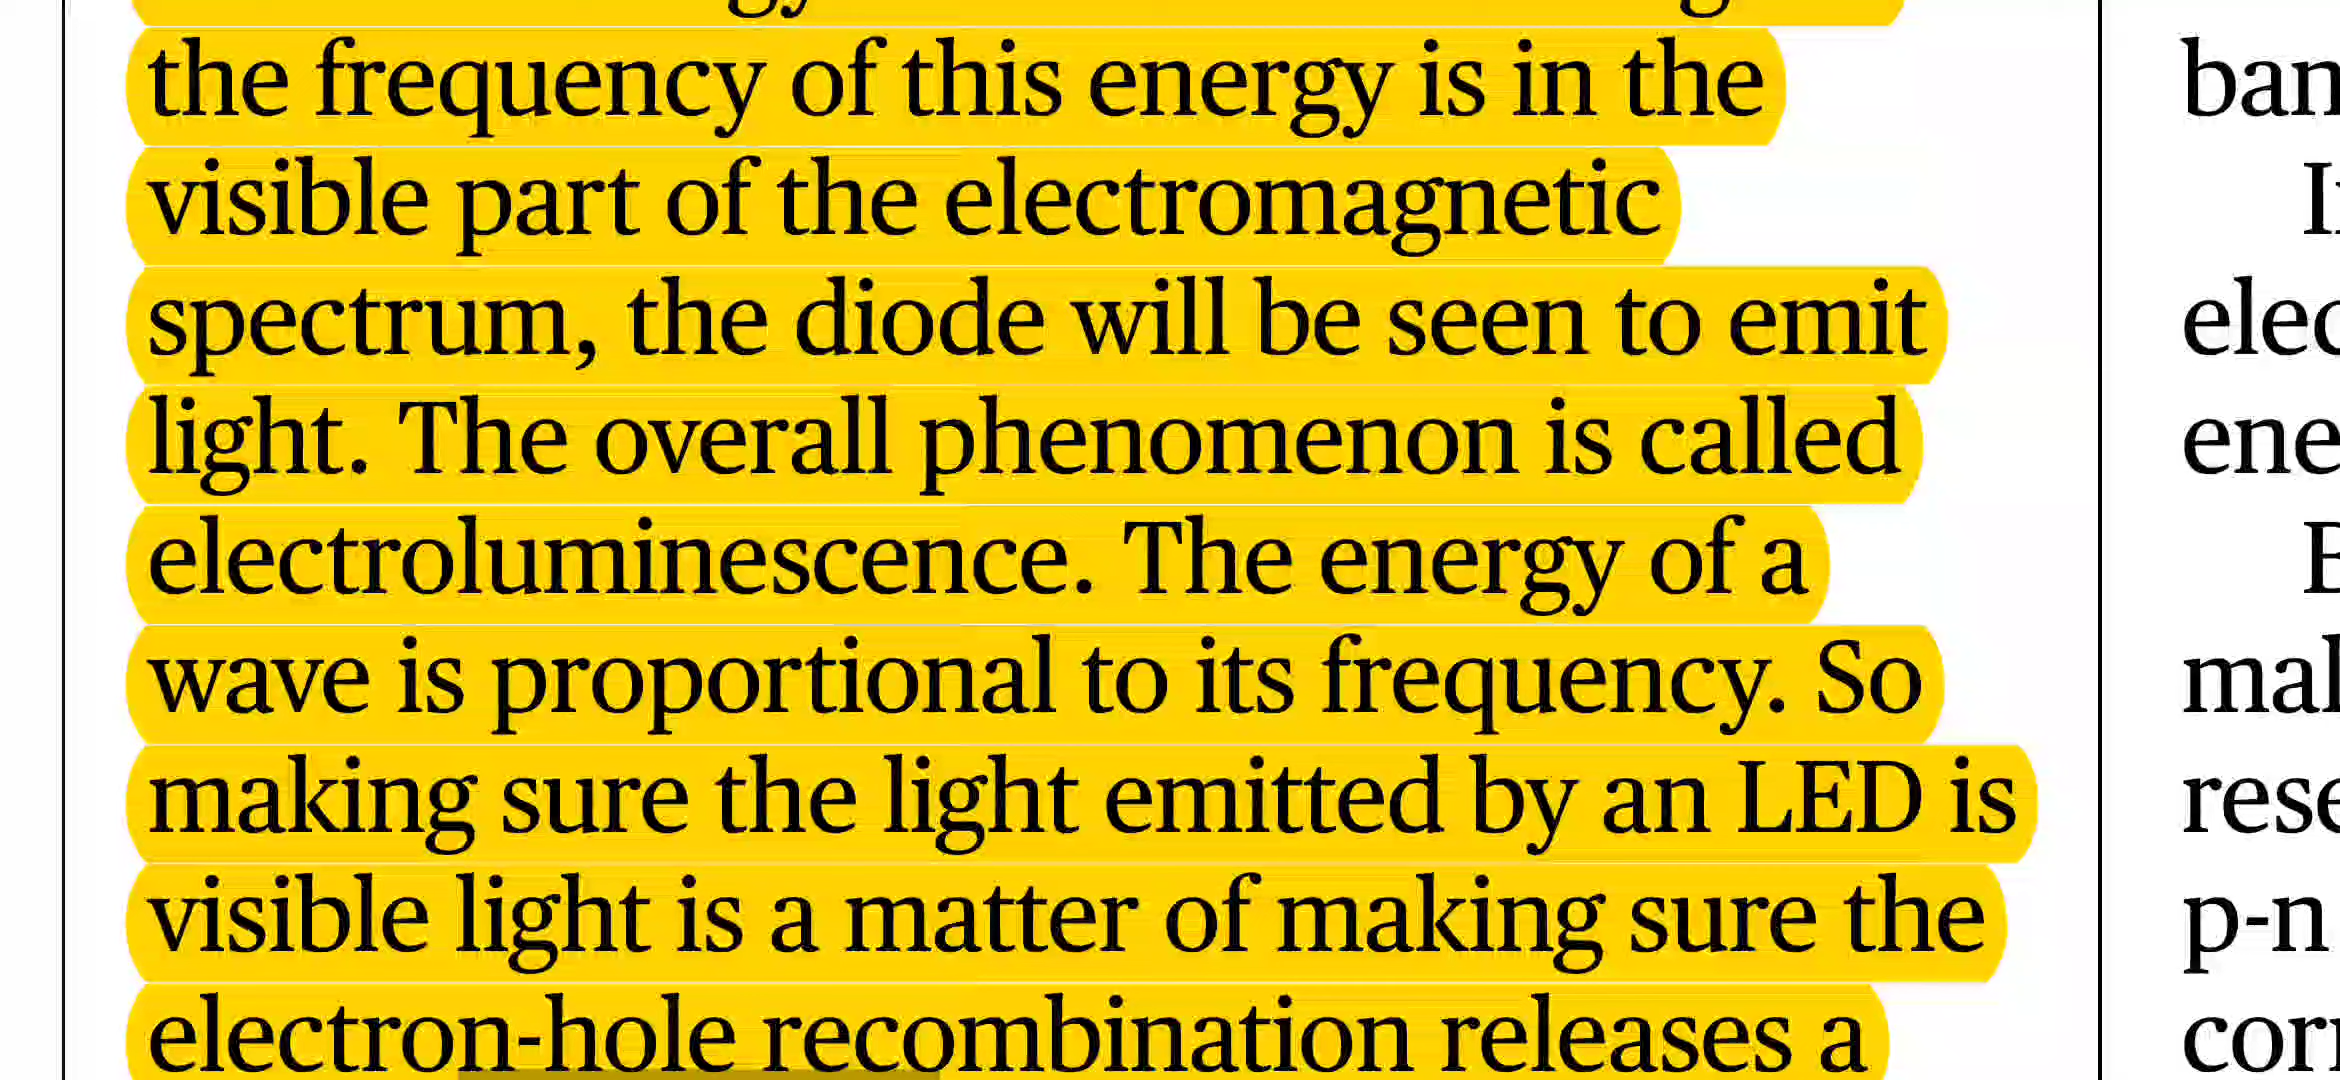 the frequency of this energy is in the
visible part of the electromagnetic
spectrum, the diode will be seen to emit
light. The overall phenomenon is called
electroluminescence. The energy of a
wave is proportional to its frequency. So
making sure the light emitted by an LED is
visible light is a matter of making sure the
electron-hole recombination releases a
p-n